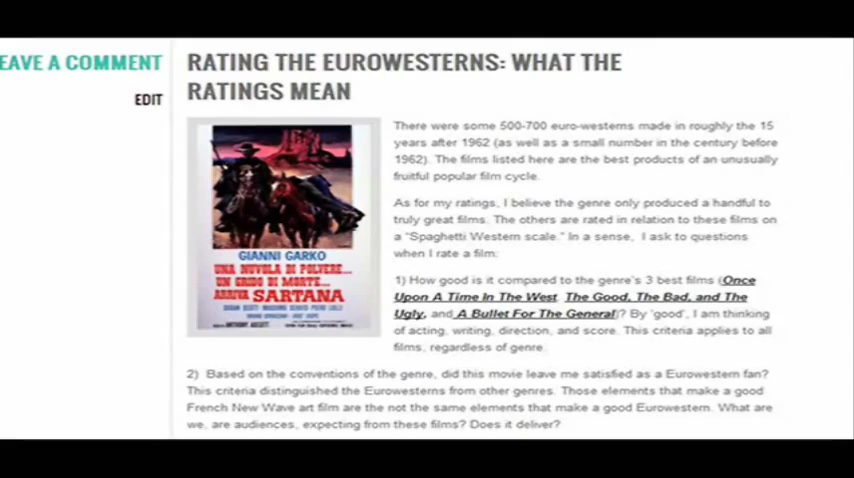 EAVE A COMMENT
EDIT
RATING THE EUROWESTERNS: WHAT THE
RATINGS MEAN
GIANNI GARKO
UNA NUVOLA DI POLVERE...
UN GRIDO DI MORTE...
ARRIVA SARTANA
There were some 500-700 euro-westerns made in roughly the 15
years after 1962 (as well as a small number in the century before
1962). The films listed here are the best products of an unusually
fruitful popular film cycle.
As for my ratings, I believe the genre only produced a handful to
truly great films. The others are rated in relation to these films on
a "Spaghetti Western scale." In a sense, I ask to questions
when I rate a film:
1) How good is it compared to the genre's 3 best films (Once
Upon A Time In The West, The Good, The Bad, and The
Ugly, and A Bullet For The General)? By 'good', I am thinking
of acting, writing, direction, and score. This criteria applies to all
films, regardless of genre.
2) Based on the conventions of the genre, did this movie leave me satisfied as a Eurowestern fan?
This criteria distinguished the Eurowesterns from other genres. Those elements that make a good
French New Wave art film are the not the same elements that make a good Eurowestern. What are
we, are audiences, expecting from these films? Does it deliver?